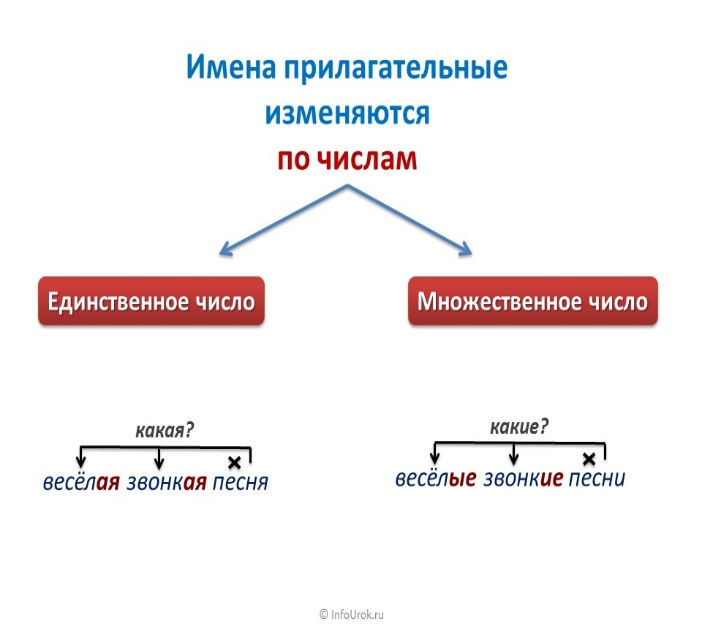 Имена прилагательные
изменяются
по числам
Единственное число
Множественное число
какая?
весёлая звонкая песня
какие?
весёлые звонкие песни
© InfoUrok.ru